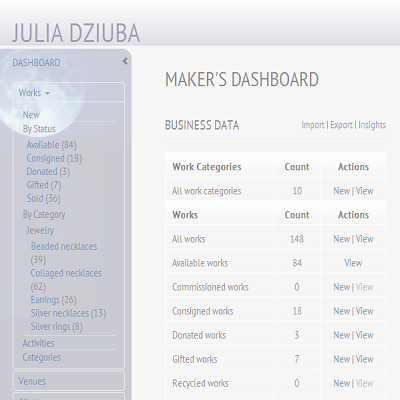 JULIA DZIUBA
DASHBOARD
Works
New
By Status
Available (84)
Consigned (18)
Donated (3)
Gifted (7)
Sold (36)
By Category
Jewelry
Beaded necklaces
(39)
Collaged necklaces
(62)
Earrings (26)
Silver necklaces (13)
Silver rings (8)
Activities
Categories
Venues
MAKER'S DASHBOARD
BUSINESS DATA Import | Export | Insights
Work Categories Count Actions
All work categories 10 New | View
Works Count Actions
All works 148 New | View
Available works 84 View
Commissioned works 0 New | View
Consigned works 18 New | View
Donated works 3 New | View
Gifted works 7 New | View
Recycled works 0 New | View